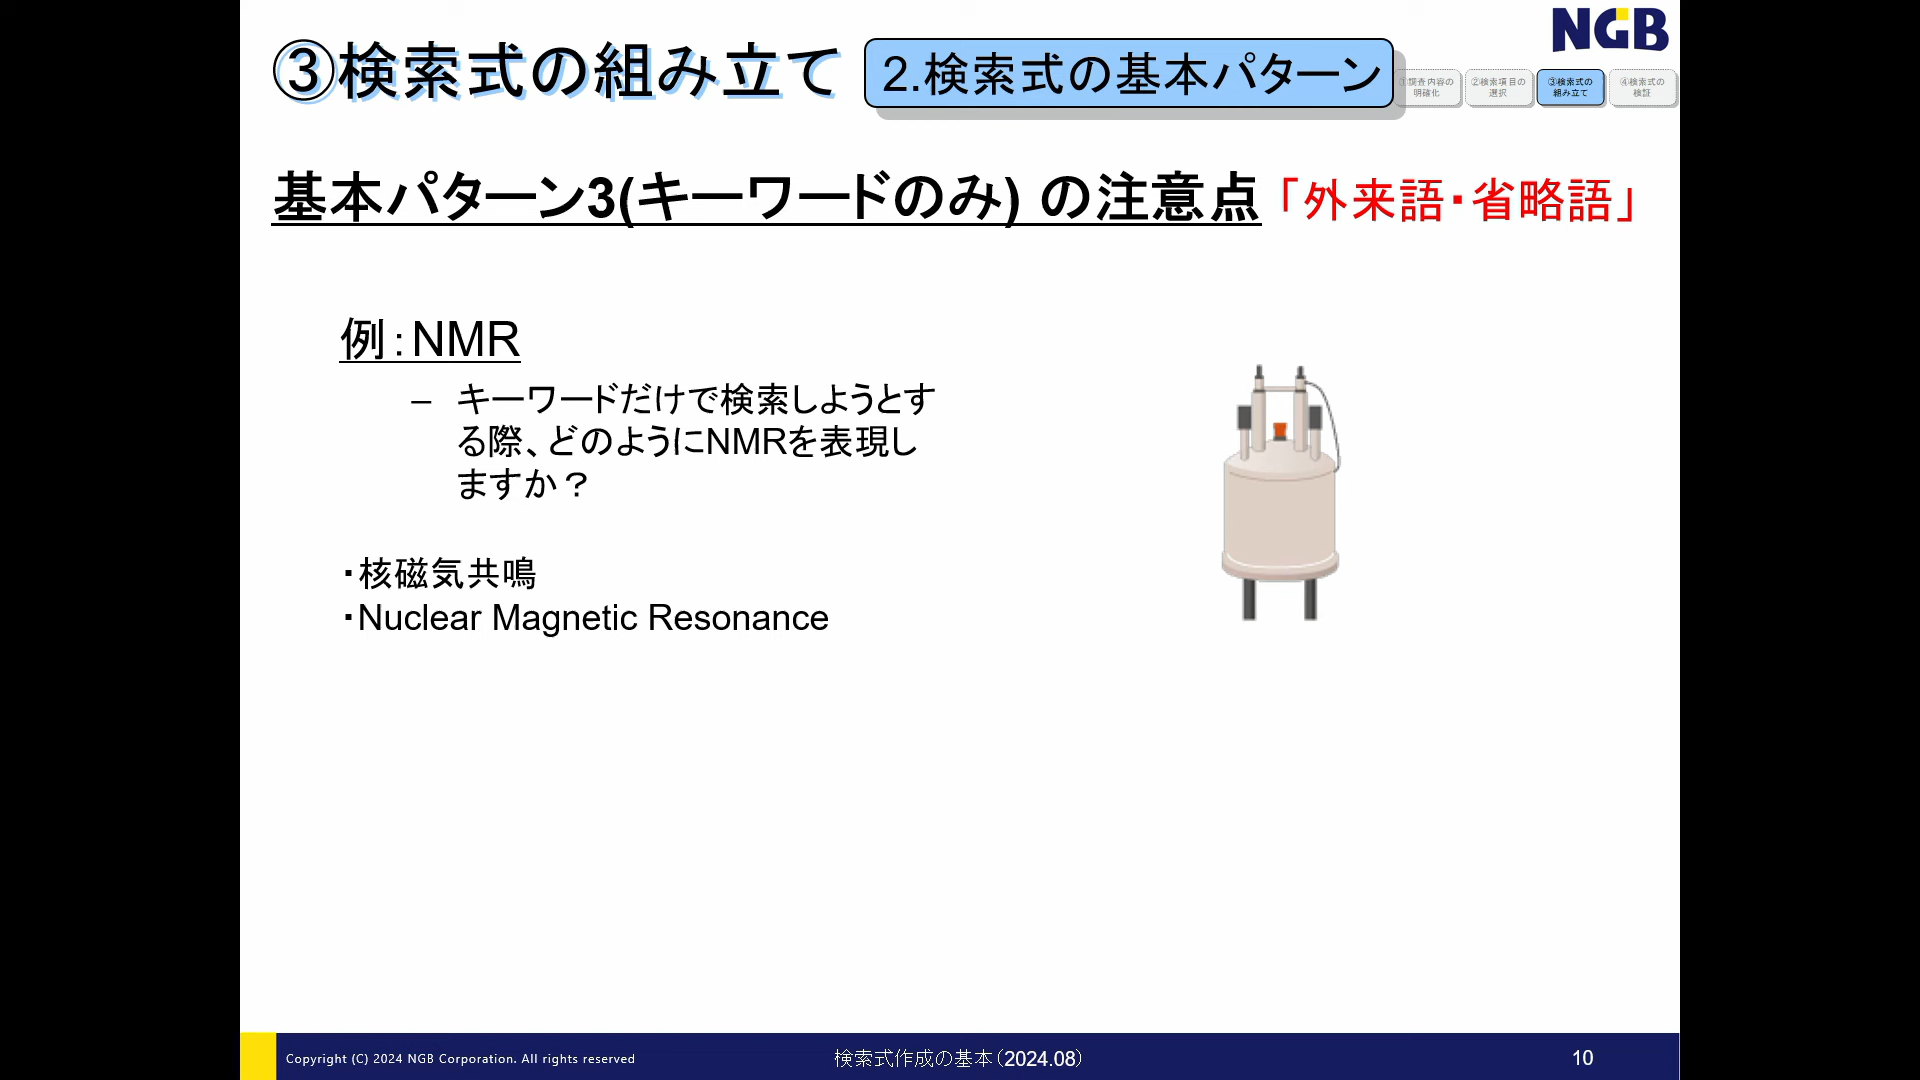 ③検索式の組み立て
2.検索式の基本パターン
NGB
①調査内容の
明確化
②検索項目の
選択
③検索式の
組み立て
④検索式の
検証
基本パターン3(キーワードのみ) の注意点
「外来語・省略語」
例：NMR
– キーワードだけで検索しようとす
る際、どのようにNMRを表現し
ますか？
・核磁気共鳴
・Nuclear Magnetic Resonance
Copyright (C) 2024 NGB Corporation. All rights reserved
検索式作成の基本（2024.08）
10